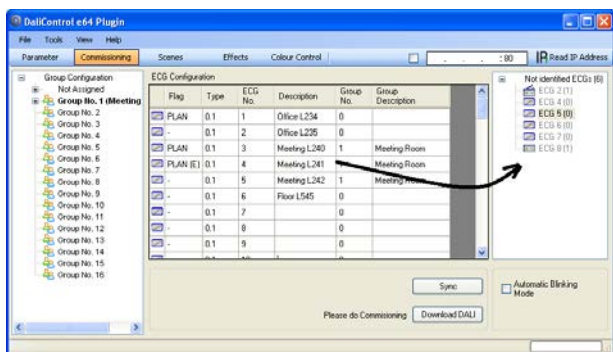 DaliControl e64 Plugin
File Tools View Help
Parameter Commissioning Scenes Effects Colour Control . . . :80 Read IP Address
Group Configuration
Not Assigned
Group No. 1 (Meeting
Group No. 2
Group No. 3
Group No. 4
Group No. 5
Group No. 6
Group No. 7
Group No. 8
Group No. 9
Group No. 10
Group No. 11
Group No. 12
Group No. 13
Group No. 14
Group No. 15
Group No. 16
ECG Configuration
Flag Type ECG No. Description Group No. Group Description
PLAN 0.1 1 Office L234 0
- 0.1 2 Office L235 0
PLAN 0.1 3 Meeting L240 1 Meeting Room
PLAN (E) 0.1 4 Meeting L241 Meeting Room
- 0.1 5 Meeting L242 1 Meeting Room
- 0.1 6 Floor L545 0
- 0.1 7 0
- 0.1 8 0
- 0.1 9 0
Not identified ECGs (6)
ECG 2 (1)
ECG 4 (0)
ECG 5 (0)
ECG 6 (0)
ECG 7 (0)
ECG 8 (1)
Sync
Please do Commisioning Download DALI
Automatic Blinking
Mode